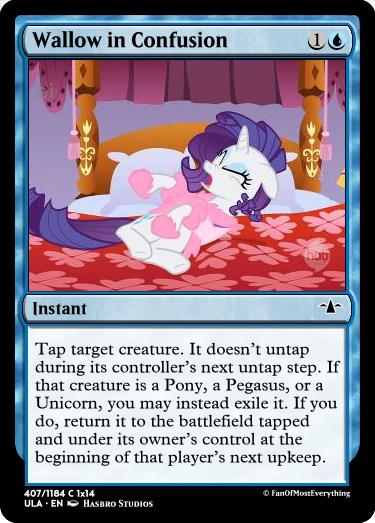 Wallow in Confusion 1
Instant
Tap target creature. It doesn't untap
during its controller's next untap step. If
that creature is a Pony, a Pegasus, or a
Unicorn, you may instead exile it. If you
do, return it to the battlefield tapped
and under its owner's control at the
beginning of that player's next upkeep.
407/1184 C 1x14
ULA • EN Hasbro Studios
© FanOfMostEverything